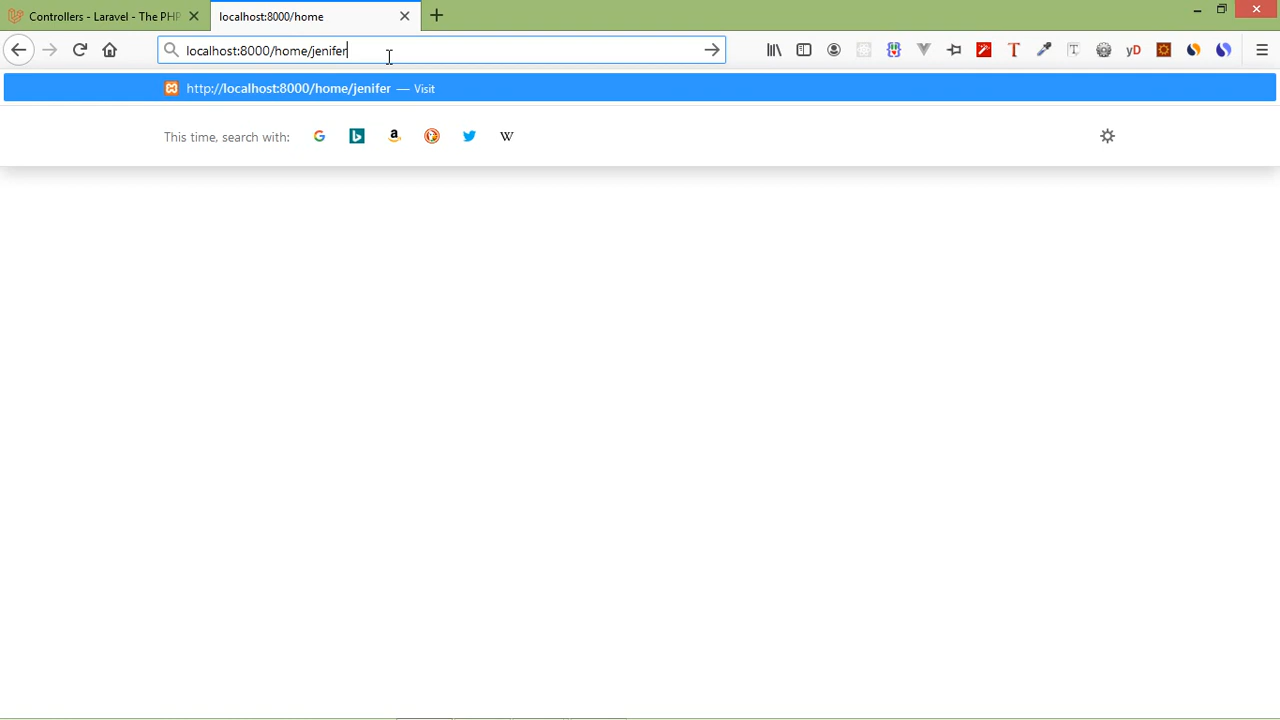 Controllers - Laravel - The PHP
localhost:8000/home
localhost:8000/home/jenifer
http://localhost:8000/home/jenifer — Visit
This time, search with: